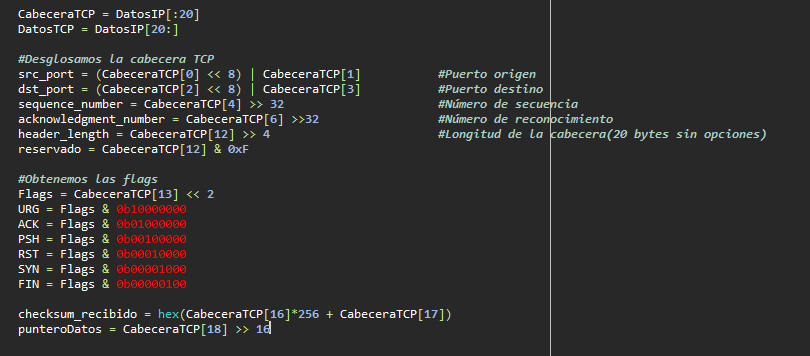 CabeceraTCP = DatosIP[:20]
DatosTCP = DatosIP[20:]
#Desglosamos la cabecera TCP
src_port = (CabeceraTCP[0] << 8) | CabeceraTCP[1] #Puerto origen
dst_port = (CabeceraTCP[2] << 8) | CabeceraTCP[3] #Puerto destino
sequence_number = CabeceraTCP[4] >> 32 #Número de secuencia
acknowledgment_number = CabeceraTCP[6] >>32 #Número de reconocimiento
header_length = CabeceraTCP[12] >> 4 #Longitud de la cabecera(20 bytes sin opciones)
reservado = CabeceraTCP[12] & 0xF
#Obtenemos las flags
Flags = CabeceraTCP[13] << 2
URG = Flags & 0b10000000
ACK = Flags & 0b01000000
PSH = Flags & 0b00100000
RST = Flags & 0b00010000
SYN = Flags & 0b00001000
FIN = Flags & 0b00000100
checksum_recibido = hex(CabeceraTCP[16]*256 + CabeceraTCP[17])
punteroDatos = CabeceraTCP[18] >> 16